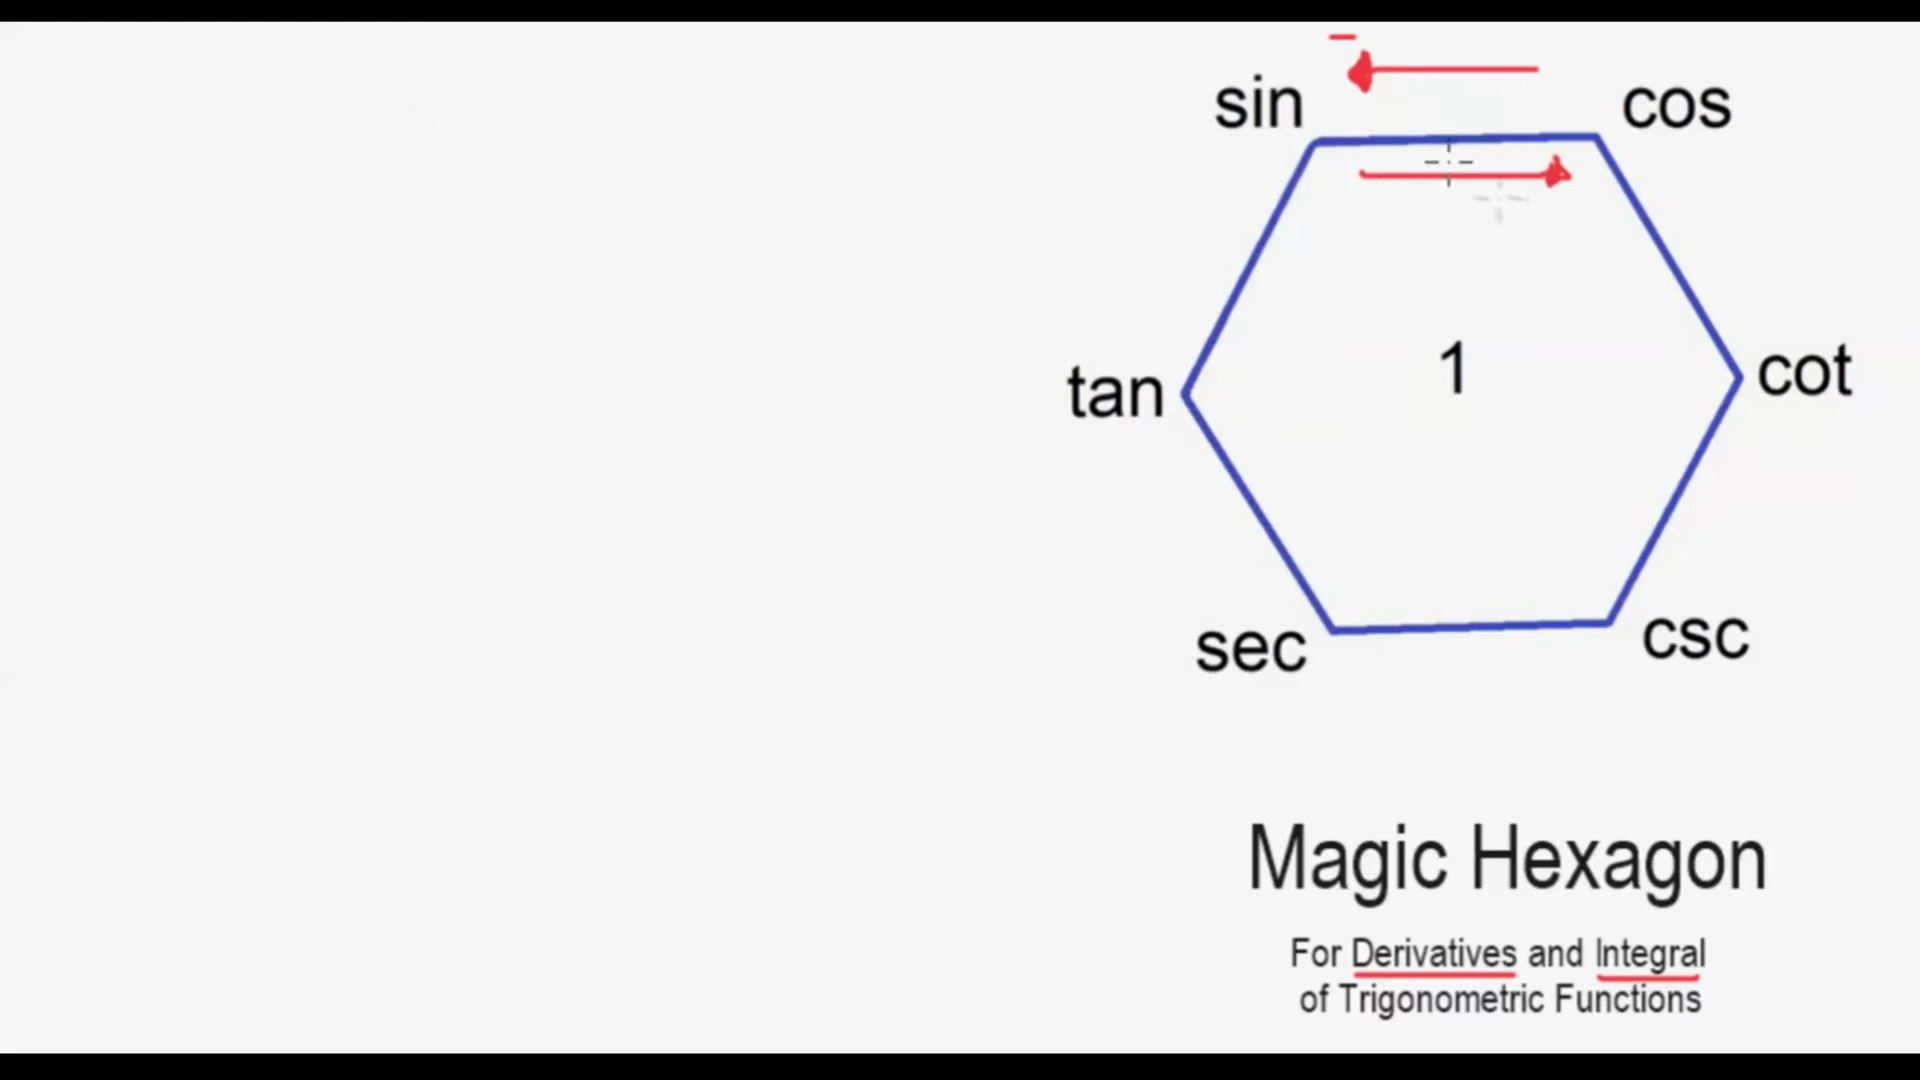 –
sin
cos
tan
1
cot
sec
csc
Magic Hexagon
For Derivatives and Integral
of Trigonometric Functions